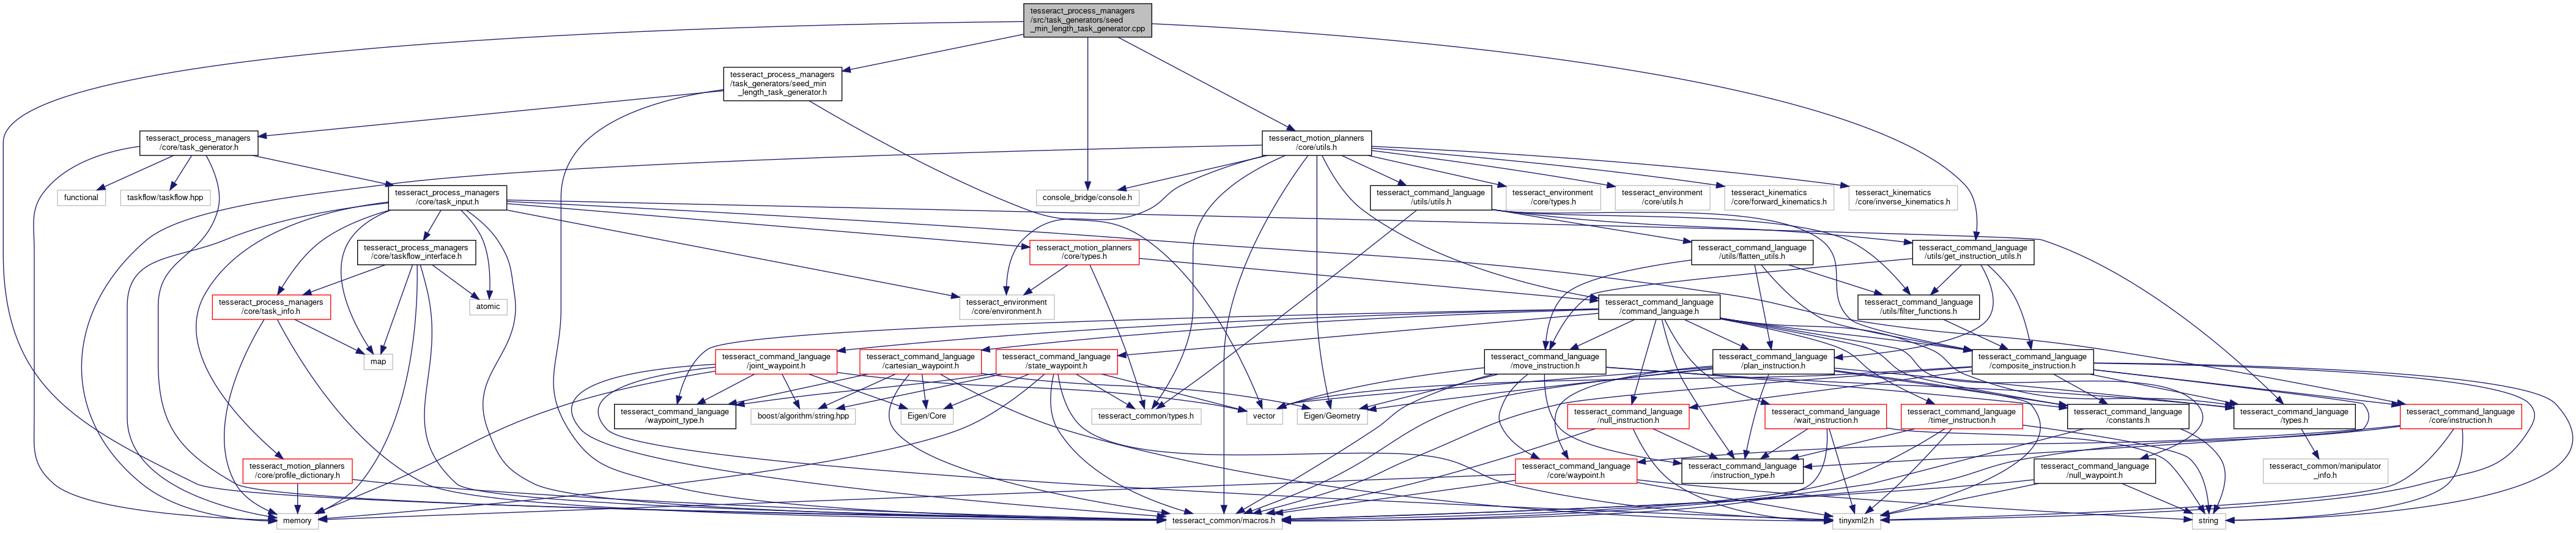 tesseract_process_managers
/src/task_generators/seed
_min_length_task_generator.cpp
tesseract_process_managers
/task_generators/seed_min
_length_task_generator.h
tesseract_process_managers
/core/task_generator.h
tesseract_motion_planners
/core/utils.h
functional
taskflow/taskflow.hpp
tesseract_process_managers
/core/task_input.h
console_bridge/console.h
tesseract_command_language
/utils/utils.h
tesseract_environment
/core/types.h
tesseract_environment
/core/utils.h
tesseract_kinematics
/core/forward_kinematics.h
tesseract_kinematics
/core/inverse_kinematics.h
tesseract_process_managers
/core/taskflow_interface.h
tesseract_motion_planners
/core/types.h
tesseract_command_language
/utils/flatten_utils.h
tesseract_command_language
/utils/get_instruction_utils.h
tesseract_process_managers
/core/task_info.h
atomic
tesseract_environment
/core/environment.h
tesseract_command_language
/command_language.h
tesseract_command_language
/utils/filter_functions.h
map
tesseract_command_language
/joint_waypoint.h
tesseract_command_language
/cartesian_waypoint.h
tesseract_command_language
/state_waypoint.h
tesseract_command_language
/move_instruction.h
tesseract_command_language
/plan_instruction.h
tesseract_command_language
/composite_instruction.h
tesseract_command_language
/waypoint_type.h
boost/algorithm/string.hpp
Eigen/Core
tesseract_common/types.h
vector
Eigen/Geometry
tesseract_command_language
/null_instruction.h
tesseract_command_language
/wait_instruction.h
tesseract_command_language
/timer_instruction.h
tesseract_command_language
/constants.h
tesseract_command_language
/types.h
tesseract_command_language
/core/instruction.h
tesseract_motion_planners
/core/profile_dictionary.h
tesseract_command_language
/core/waypoint.h
tesseract_command_language
/instruction_type.h
tesseract_command_language
/null_waypoint.h
tesseract_common/manipulator
_info.h
memory
tesseract_common/macros.h
tinyxml2.h
string